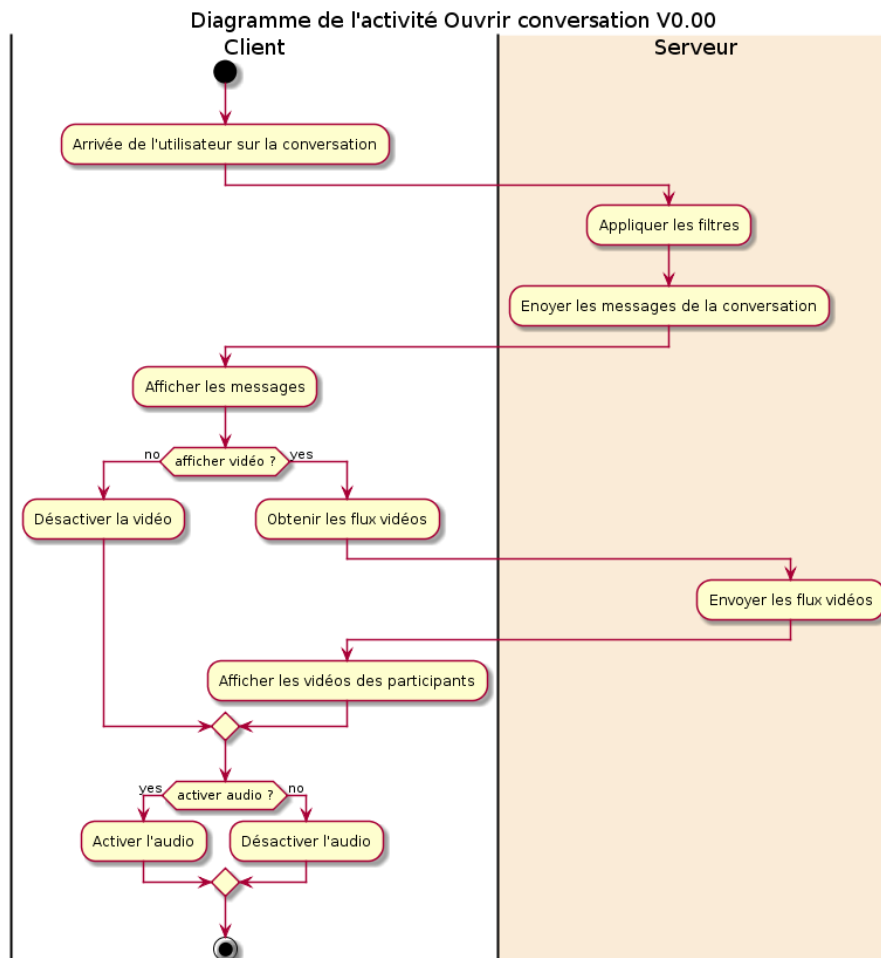 Diagramme de l'activité Ouvrir conversation V0.00
Client
Serveur
Arrivée de l'utilisateur sur la conversation
Appliquer les filtres
Enoyer les messages de la conversation
Afficher les messages
no
afficher vidéo ?
yes
Désactiver la vidéo
Obtenir les flux vidéos
Envoyer les flux vidéos
Afficher les vidéos des participants
yes
activer audio ?
no
Activer l'audio
Désactiver l'audio